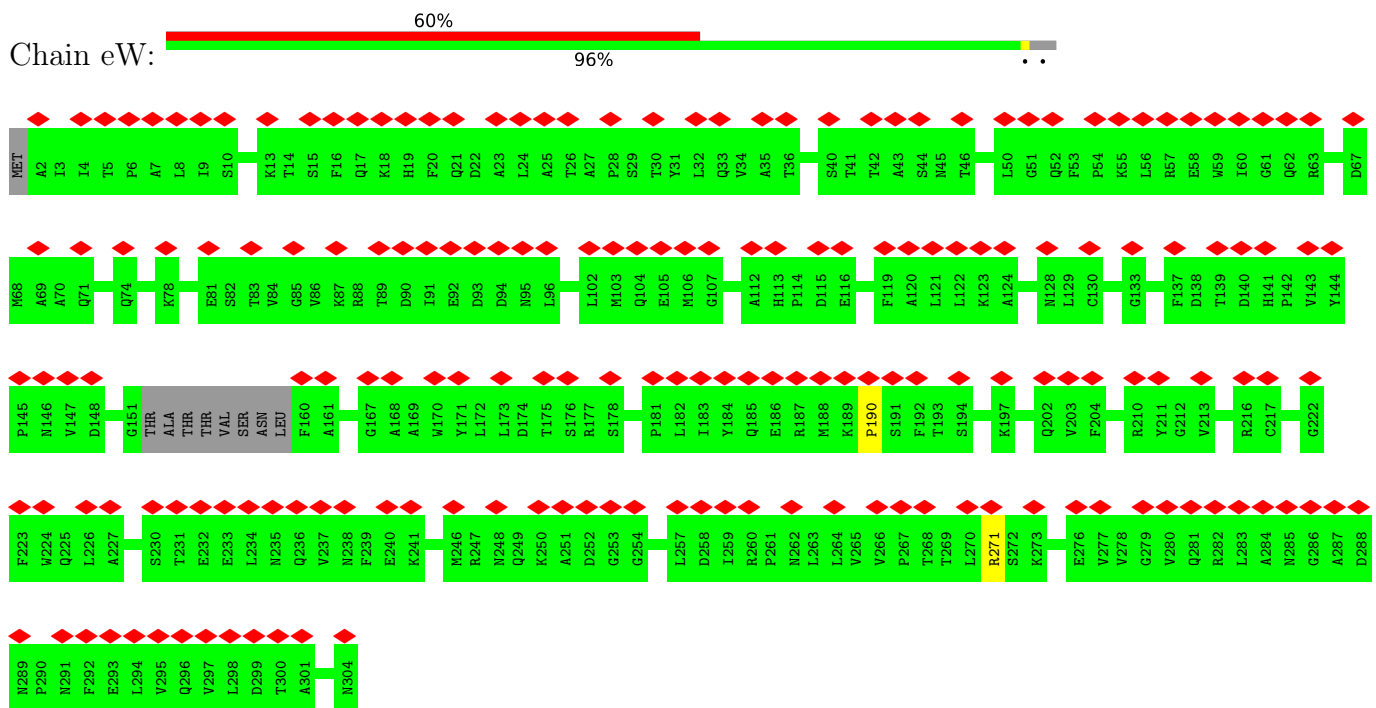 60%
Chain eW:
96%
. .
MET A2 I3 I4 T5 P6 A7 L8 I9 S10 K13 T14 S15 F16 Q17 K18 H19 F20 Q21 D22 A23 L24 A25 T26 A27 P28 S29 T30 Y31 L32 Q33 V34 A35 T36 S40 T41 T42 A43 S44 N45 T46 L50 G51 Q52 F53 P54 K55 L56 R57 E58 W59 I60 G61 Q62 R63 D67
M68 A69 A70 Q71 Q74 K78 E81 S82 T83 V84 G85 V86 K87 R88 T89 D90 I91 E92 D93 D94 N95 L96 L102 M103 Q104 E105 M106 G107 A112 H113 P114 D115 E116 F119 A120 L121 L122 K123 A124 N128 L129 C130 G133 F137 D138 T139 D140 H141 P142 V143 Y144
P145 N146 V147 D148 G151 THR ALA THR THR VAL SER ASN LEU F160 A161 G167 A168 A169 W170 Y171 L172 L173 D174 T175 S176 R177 S178 P181 L182 I183 Y184 Q185 E186 R187 M188 K189 P190 S191 F192 T193 S194 K197 Q202 V203 F204 R210 Y211 G212 V213 R216 C217 G222
F223 W224 Q225 L226 A227 S230 T231 E232 E233 L234 N235 Q236 V237 N238 F239 E240 K241 M246 R247 N248 Q249 K250 A251 D252 G253 G254 L257 D258 I259 R260 P261 N262 L263 L264 V265 V266 P267 T268 T269 L270 R271 S272 K273 E276 V277 V278 G279 V280 Q281 R282 L283 A284 N285 G286 A287 D288
N289 P290 N291 F292 E293 L294 V295 Q296 V297 L298 D299 T300 A301 N304